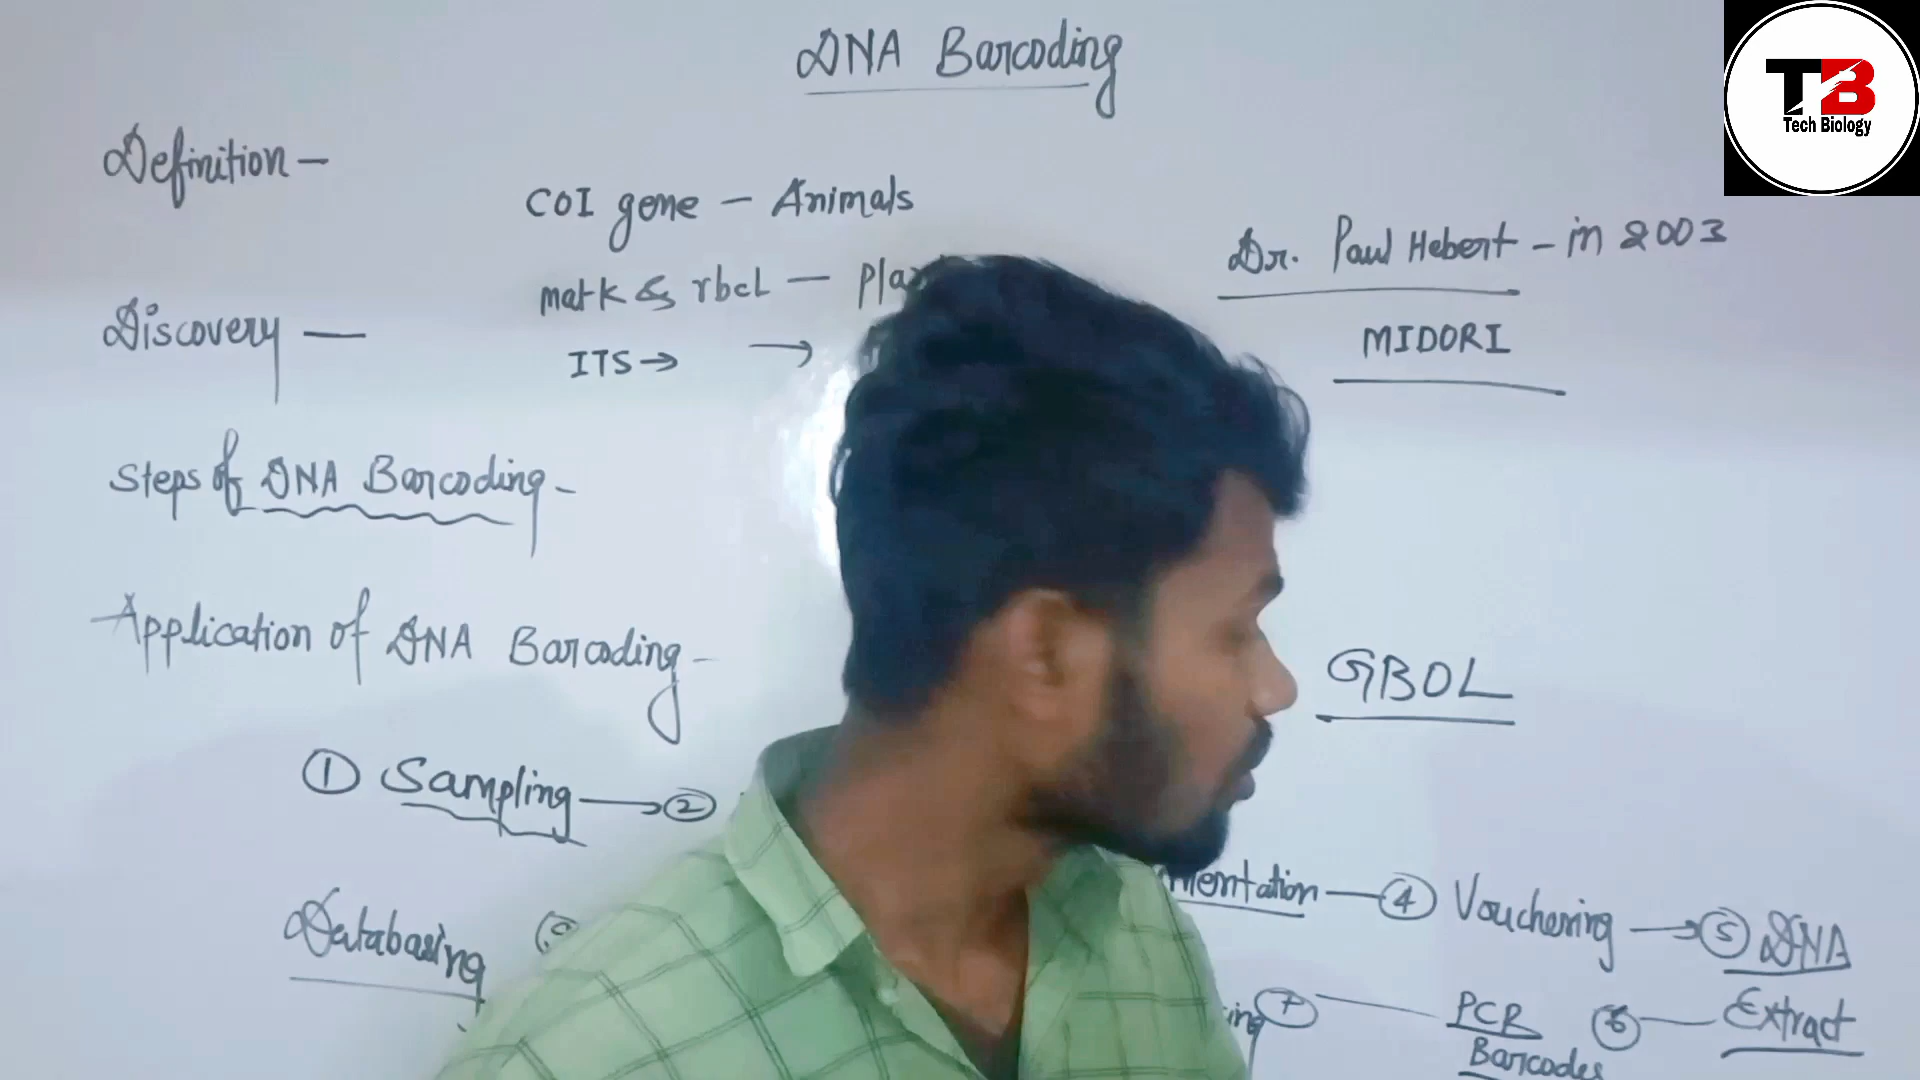 DNA Barcoding
TB
Tech Biology
Definition —
COI gene — Animals
matk & rbcL —
ITS → →
Dr. Paul Hebert - in 2003
MIDORI
Discovery —
Steps of DNA Barcoding -
Application of DNA Barcoding -
GBOL
① Sampling → ②
④ Vouchering → ⑤ DNA
Databasing
⑦ — PCR ⑥ — Extract
Barcodes